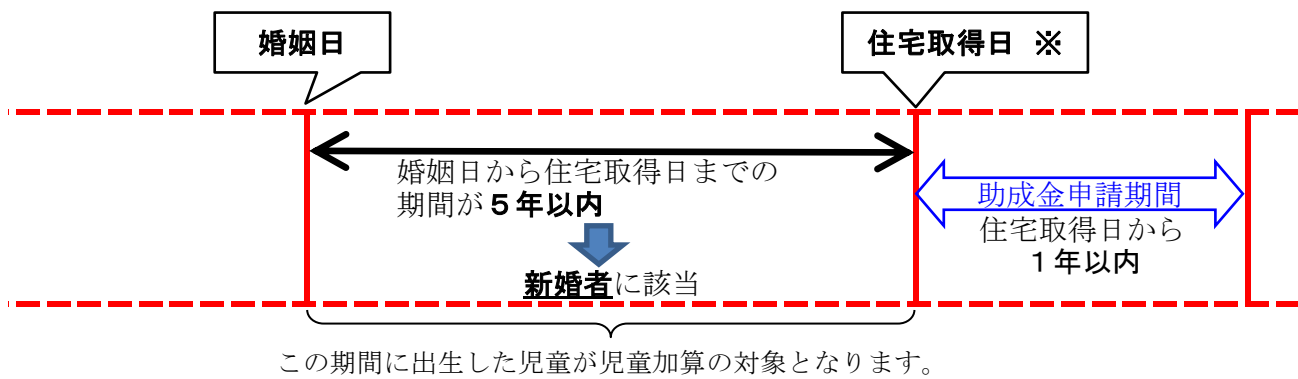 婚姻日
住宅取得日 ※
婚姻日から住宅取得日までの
期間が５年以内
新婚者に該当
助成金申請期間
住宅取得日から
１年以内
この期間に出生した児童が児童加算の対象となります。